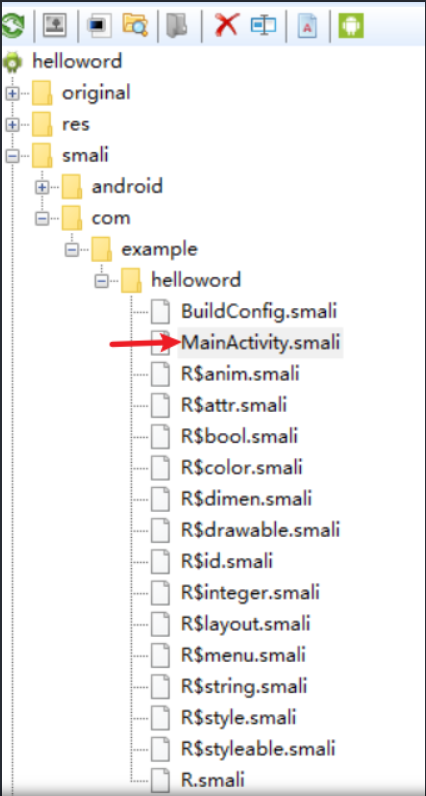 helloword
original
res
smali
android
com
example
helloword
BuildConfig.smali
MainActivity.smali
R$anim.smali
R$attr.smali
R$bool.smali
R$color.smali
R$dimen.smali
R$drawable.smali
R$id.smali
R$integer.smali
R$layout.smali
R$menu.smali
R$string.smali
R$style.smali
R$styleable.smali
R.smali